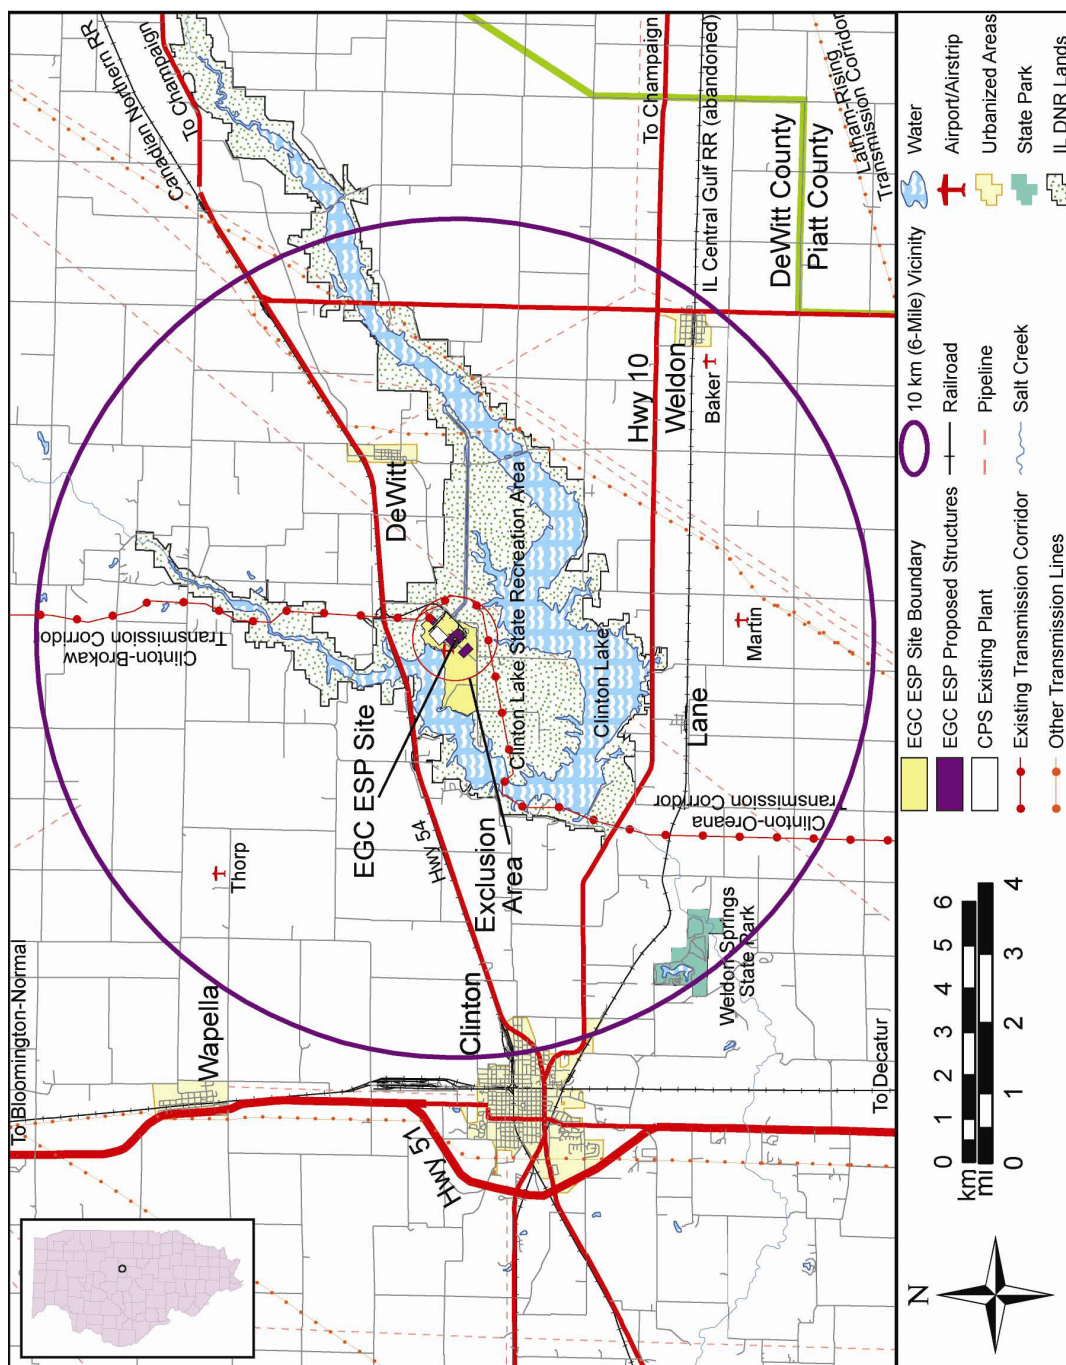 To Bloomington-Normal
Wapella
Thorp
Clinton-Brokaw
Transmission Corridor
Canadian Northern RR
To Champaign
Hwy 51
Clinton
Hwy 54
EGC ESP Site
Exclusion
Area
DeWitt
Clinton Lake State Recreation Area
Clinton Lake
Hwy 10
To Champaign
IL Central Gulf RR (abandoned)
Weldon
Baker
Martin
Lane
Clinton-Oreana
Transmission Corridor
Weldon Springs
State Park
To Decatur
DeWitt County
Piatt County
Latham-Rising
Transmission Corridor
N
km
0 1 2 3 4 5 6
mi
0 1 2 3 4
EGC ESP Site Boundary
EGC ESP Proposed Structures
CPS Existing Plant
Existing Transmission Corridor
Other Transmission Lines
10 km (6-Mile) Vicinity
Railroad
Pipeline
Salt Creek
Water
Airport/Airstrip
Urbanized Areas
State Park
IL DNR Lands